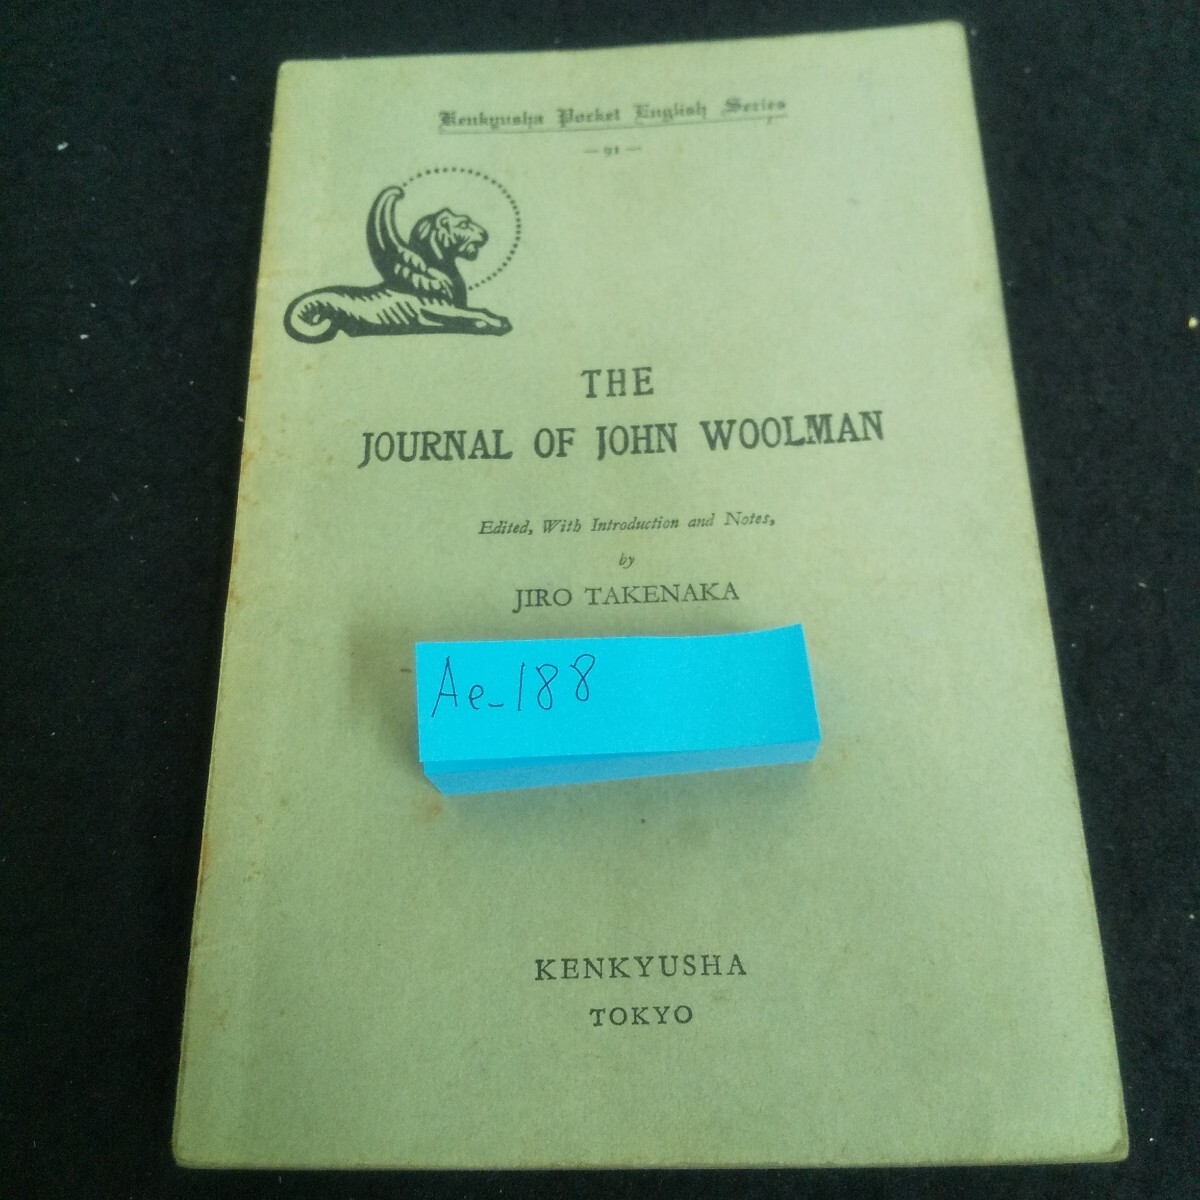 Kenkyusha Pocket English Series
— 91 —
THE
JOURNAL OF JOHN WOOLMAN
Edited, With Introduction and Notes,
by
JIRO TAKENAKA
Ae-188
KENKYUSHA
TOKYO